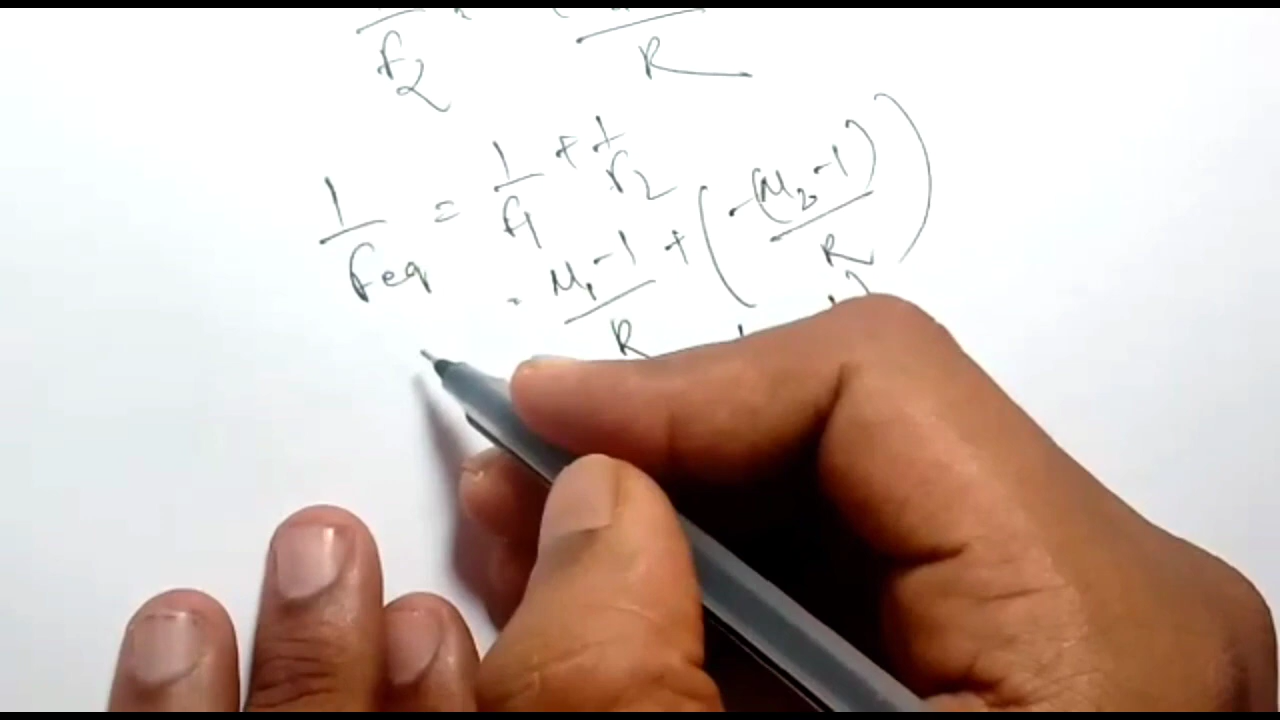 f₂ R
1/feq = 1/f₁ + 1/f₂
= μ₁-1/R + (-(μ₂-1)/R)